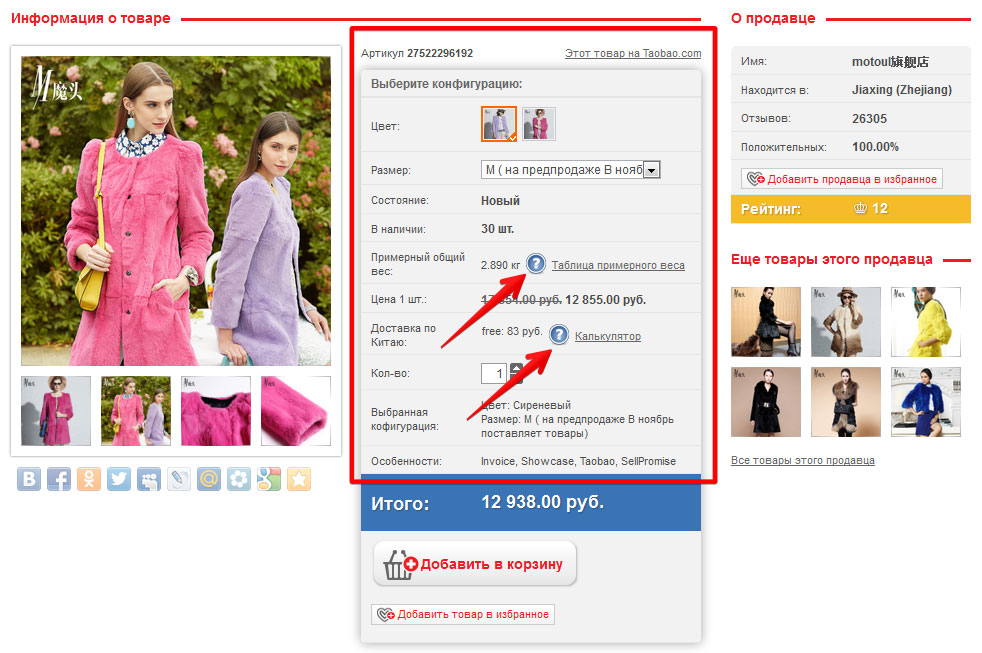 Информация о товаре
M魔头
Артикул 27522296192
Этот товар на Taobao.com
Выберите конфигурацию:
Цвет:
Размер:
M ( на предпродаже В нояб
Состояние:
Новый
В наличии:
30 шт.
Примерный общий
вес:
2.890 кг
?
Таблица примерного веса
Цена 1 шт.:
руб. 12 855.00 руб.
Доставка по
Китаю:
free: 83 руб.
?
Калькулятор
Кол-во:
1
Выбранная
кофигурация:
Цвет: Сиреневый
Размер: M ( на предпродаже В ноябрь
поставляет товары)
Особенности:
Invoice, Showcase, Taobao, SellPromise
Итого:
12 938.00 руб.
Добавить в корзину
Добавить товар в избранное
О продавце
Имя:
motoul旗舰店
Находится в:
Jiaxing (Zhejiang)
Отзывов:
26305
Положительных:
100.00%
Добавить продавца в избранное
Рейтинг:
12
Еще товары этого продавца
Все товары этого продавца